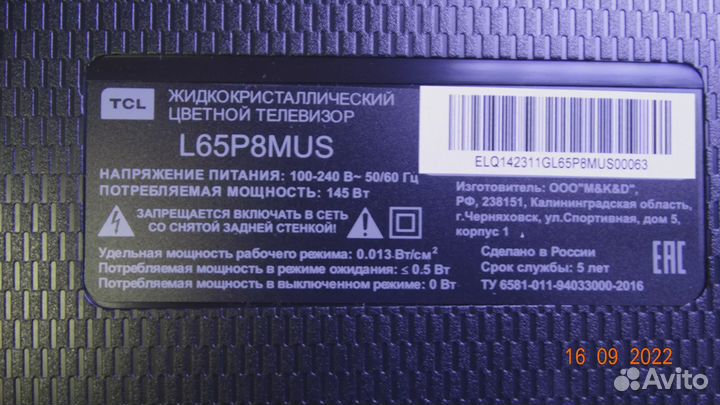 TCL
ЖИДКОКРИСТАЛЛИЧЕСКИЙ
ЦВЕТНОЙ ТЕЛЕВИЗОР
L65P8MUS
НАПРЯЖЕНИЕ ПИТАНИЯ: 100-240 В~ 50/60 Гц
ПОТРЕБЛЯЕМАЯ МОЩНОСТЬ: 145 Вт
ЗАПРЕЩАЕТСЯ ВКЛЮЧАТЬ В СЕТЬ
СО СНЯТОЙ ЗАДНЕЙ СТЕНКОЙ!
Удельная мощность рабочего режима: 0.013 Вт/см²
Потребляемая мощность в режиме ожидания: ≤ 0.5 Вт
Потребляемая мощность в выключенном режиме: 0 Вт
ELQ142311GL65P8MUS00063
Изготовитель: ООО"M&K&D",
РФ, 238151, Калининградская область,
г.Черняховск, ул.Спортивная, дом 5,
корпус 1
Сделано в России
Срок службы: 5 лет
ТУ 6581-011-94033000-2016
EAC
16 09 2022
Avito